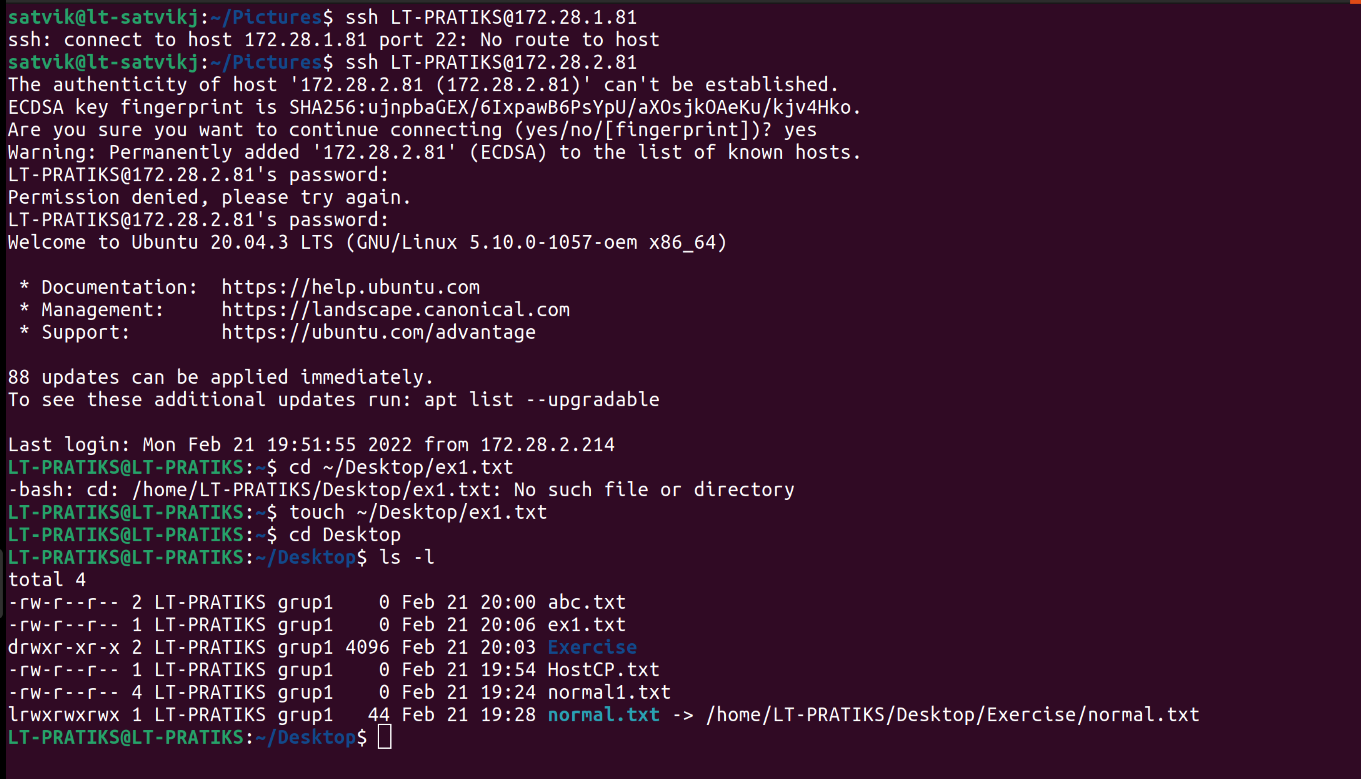 satvik@lt-satvikj:~/Pictures$ ssh LT-PRATIKS@172.28.1.81
ssh: connect to host 172.28.1.81 port 22: No route to host
satvik@lt-satvikj:~/Pictures$ ssh LT-PRATIKS@172.28.2.81
The authenticity of host '172.28.2.81 (172.28.2.81)' can't be established.
ECDSA key fingerprint is SHA256:ujnpbaGEX/6IxpawB6PsYpU/aXOsjkOAeKu/kjv4Hko.
Are you sure you want to continue connecting (yes/no/[fingerprint])? yes
Warning: Permanently added '172.28.2.81' (ECDSA) to the list of known hosts.
LT-PRATIKS@172.28.2.81's password:
Permission denied, please try again.
LT-PRATIKS@172.28.2.81's password:
Welcome to Ubuntu 20.04.3 LTS (GNU/Linux 5.10.0-1057-oem x86_64)

 * Documentation:  https://help.ubuntu.com
 * Management:     https://landscape.canonical.com
 * Support:        https://ubuntu.com/advantage

88 updates can be applied immediately.
To see these additional updates run: apt list --upgradable

Last login: Mon Feb 21 19:51:55 2022 from 172.28.2.214
LT-PRATIKS@LT-PRATIKS:~$ cd ~/Desktop/ex1.txt
-bash: cd: /home/LT-PRATIKS/Desktop/ex1.txt: No such file or directory
LT-PRATIKS@LT-PRATIKS:~$ touch ~/Desktop/ex1.txt
LT-PRATIKS@LT-PRATIKS:~$ cd Desktop
LT-PRATIKS@LT-PRATIKS:~/Desktop$ ls -l
total 4
-rw-r--r-- 2 LT-PRATIKS grup1    0 Feb 21 20:00 abc.txt
-rw-r--r-- 1 LT-PRATIKS grup1    0 Feb 21 20:06 ex1.txt
drwxr-xr-x 2 LT-PRATIKS grup1 4096 Feb 21 20:03 Exercise
-rw-r--r-- 1 LT-PRATIKS grup1    0 Feb 21 19:54 HostCP.txt
-rw-r--r-- 4 LT-PRATIKS grup1    0 Feb 21 19:24 normal1.txt
lrwxrwxrwx 1 LT-PRATIKS grup1   44 Feb 21 19:28 normal.txt -> /home/LT-PRATIKS/Desktop/Exercise/normal.txt
LT-PRATIKS@LT-PRATIKS:~/Desktop$